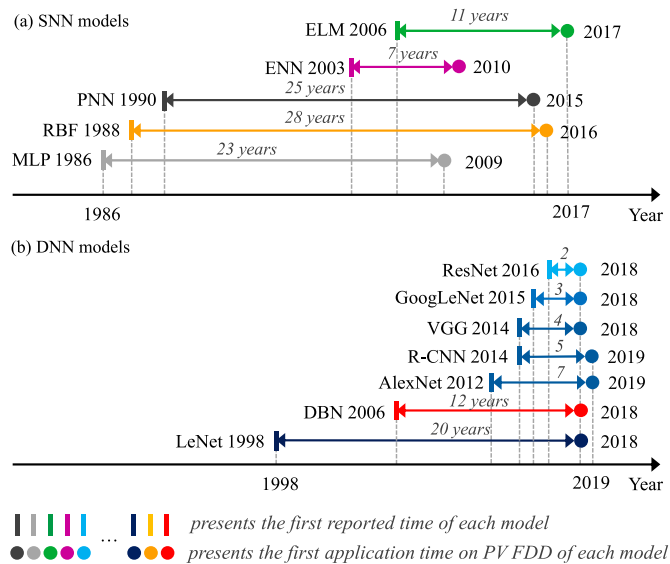 (a) SNN models
11 years
ELM 2006
2017
7 years
ENN 2003
2010
25 years
PNN 1990
2015
28 years
RBF 1988
2016
23 years
MLP 1986
2009
1986
2017
Year
(b) DNN models
2
ResNet 2016
2018
3
GoogLeNet 2015
2018
4
VGG 2014
2018
5
R-CNN 2014
2019
7
AlexNet 2012
2019
12 years
DBN 2006
2018
20 years
LeNet 1998
2018
1998
2019
Year
... presents the first reported time of each model
presents the first application time on PV FDD of each model